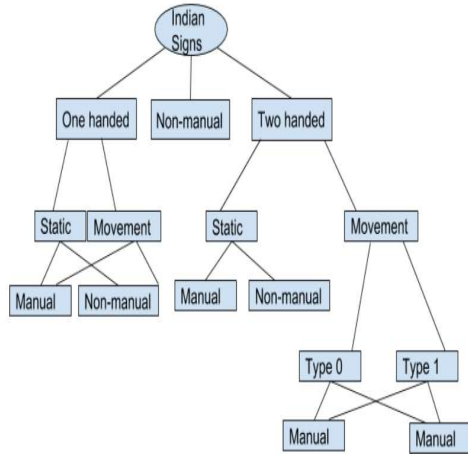 Indian
Signs
One handed
Non-manual
Two handed
Static
Movement
Static
Movement
Manual
Non-manual
Manual
Non-manual
Type 0
Type 1
Manual
Manual